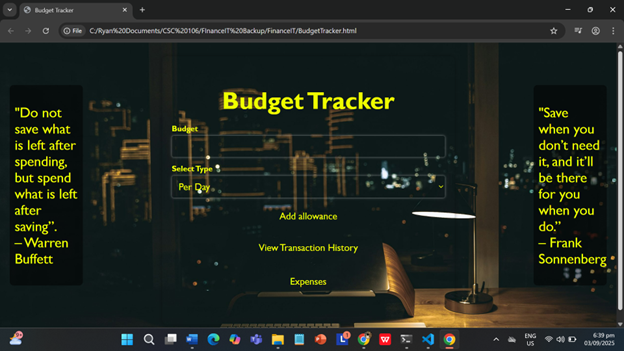 Budget Tracker
File
C:/Ryan%20Documents/CSC%20106/FInanceIT%20Backup/FinanceIT/BudgetTracker.html
Budget Tracker
"Do not
save what
is left after
spending,
but spend
what is left
after
saving”.
– Warren
Buffett
Budget
Select Type
Per Day
Add allowance
View Transaction History
Expenses
"Save
when you
don’t need
it, and it’ll
be there
for you
when you
do.”
– Frank
Sonnenberg
ENG
US
6:39 pm
03/09/2025